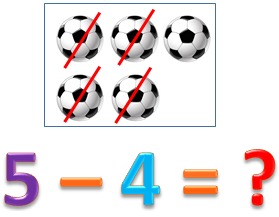 5 – 4 = ?